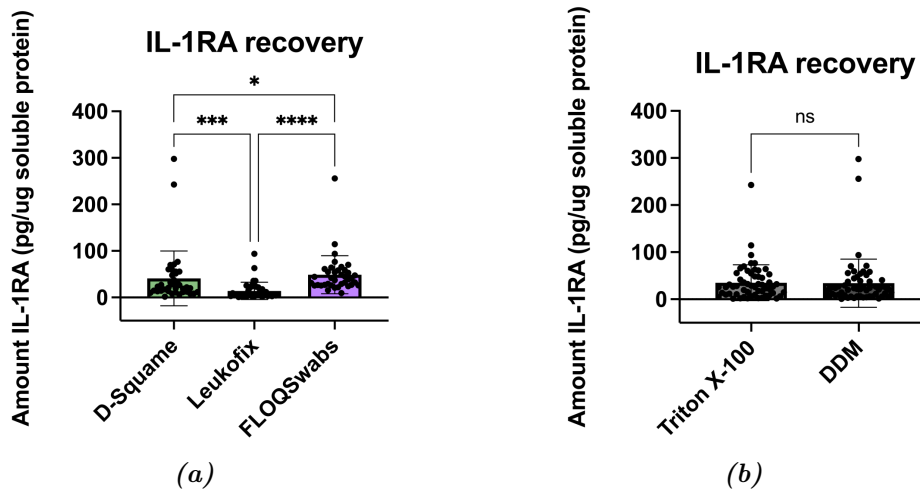 IL-1RA recovery
Amount IL-1RA (pg/ug soluble protein)
*
***
****
400
300
200
100
0
D-Squame
Leukofix
FLOQSwabs
(a)
IL-1RA recovery
Amount IL-1RA (pg/ug soluble protein)
ns
400
300
200
100
0
Triton X-100
DDM
(b)